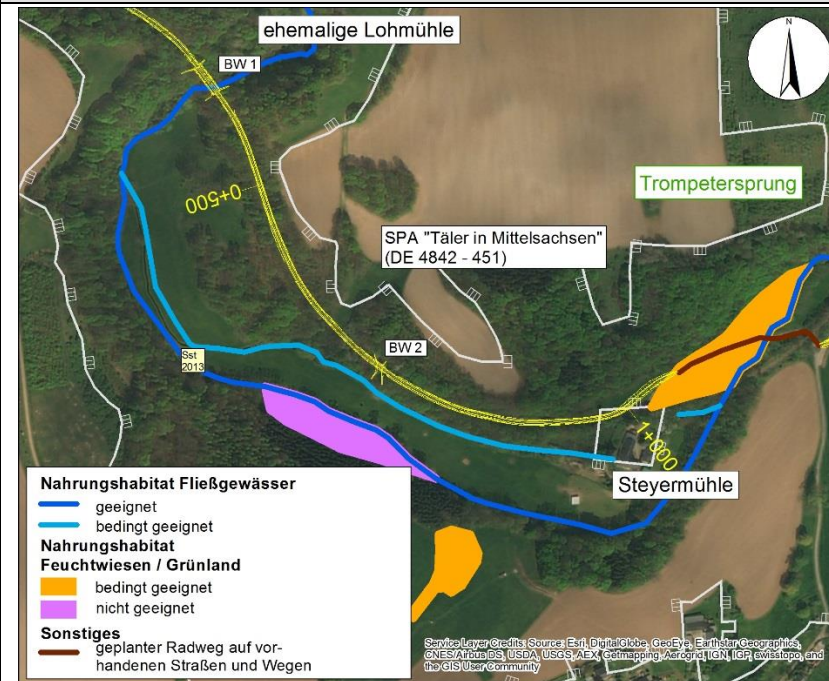 ehemalige Lohmühle
BW 1
N
0+500
Trompetersprung
SPA "Täler in Mittelsachsen"
(DE 4842 - 451)
BW 2
Sst
2013
1+000
Steyermühle
Nahrungshabitat Fließgewässer
geeignet
bedingt geeignet
Nahrungshabitat
Feuchtwiesen / Grünland
bedingt geeignet
nicht geeignet
Sonstiges
geplanter Radweg auf vor-
handenen Straßen und Wegen
Service Layer Credits: Source: Esri, DigitalGlobe, GeoEye, Earthstar Geographics,
CNES/Airbus DS, USDA, USGS, AEX, Getmapping, Aerogrid, IGN, IGP, swisstopo, and
the GIS User Community